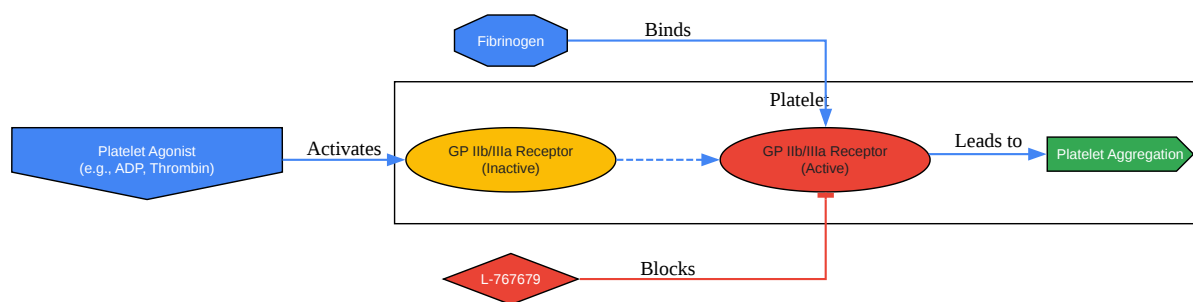 Fibrinogen
Binds
Platelet
Platelet Agonist
(e.g., ADP, Thrombin)
Activates
GP IIb/IIIa Receptor
(Inactive)
GP IIb/IIIa Receptor
(Active)
Leads to
Platelet Aggregation
L-767679
Blocks